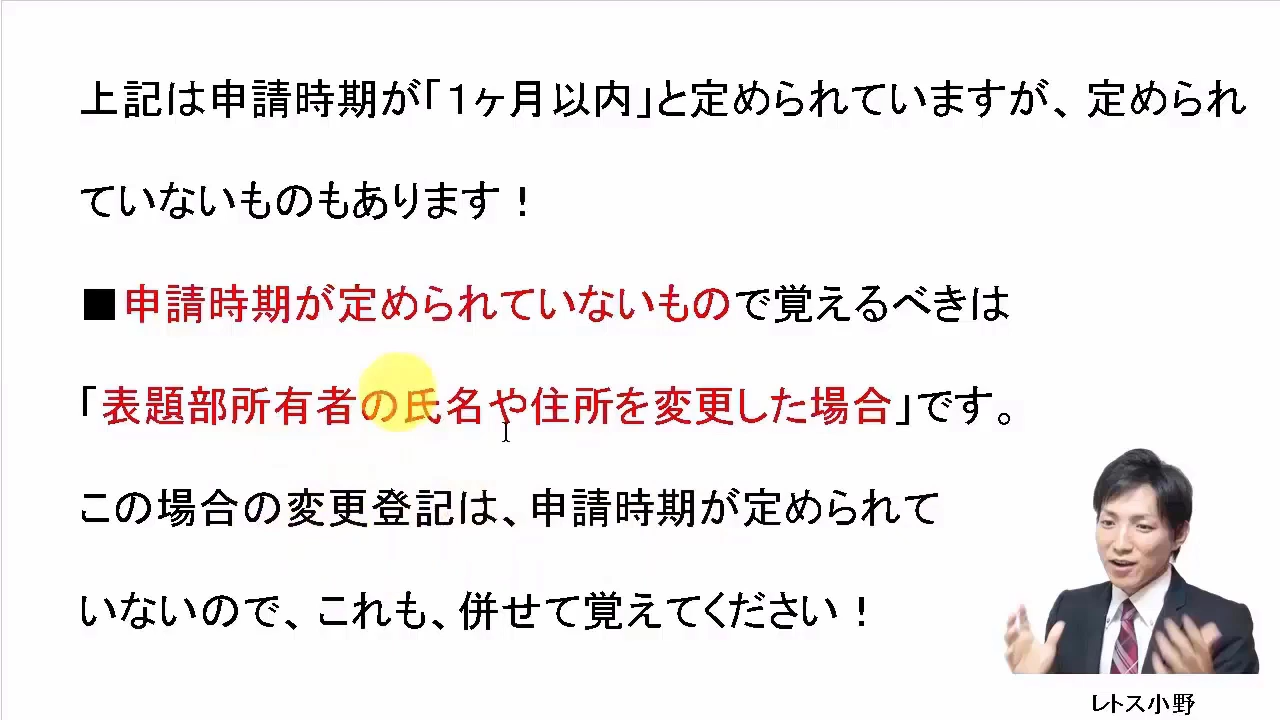 上記は申請時期が「１ヶ月以内」と定められていますが、定められ
ていないものもあります！
■申請時期が定められていないもので覚えるべきは
「表題部所有者の氏名や住所を変更した場合」です。
この場合の変更登記は、申請時期が定められて
いないので、これも、併せて覚えてください！
レトス小野